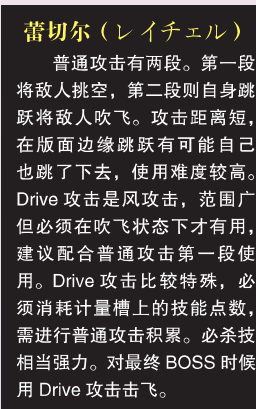 蕾切尔（レイチェル）
普通攻击有两段。第一段
将敌人挑空，第二段则自身跳
跃将敌人吹飞。攻击距离短，
在版面边缘跳跃有可能自己
也跳了下去，使用难度较高。
Drive 攻击是风攻击，范围广
但必须在吹飞状态下才有用，
建议配合普通攻击第一段使
用。Drive 攻击比较特殊，必
须消耗计量槽上的技能点数，
需进行普通攻击积累。必杀技
相当强力。对最终 BOSS 时候
用 Drive 攻击击飞。